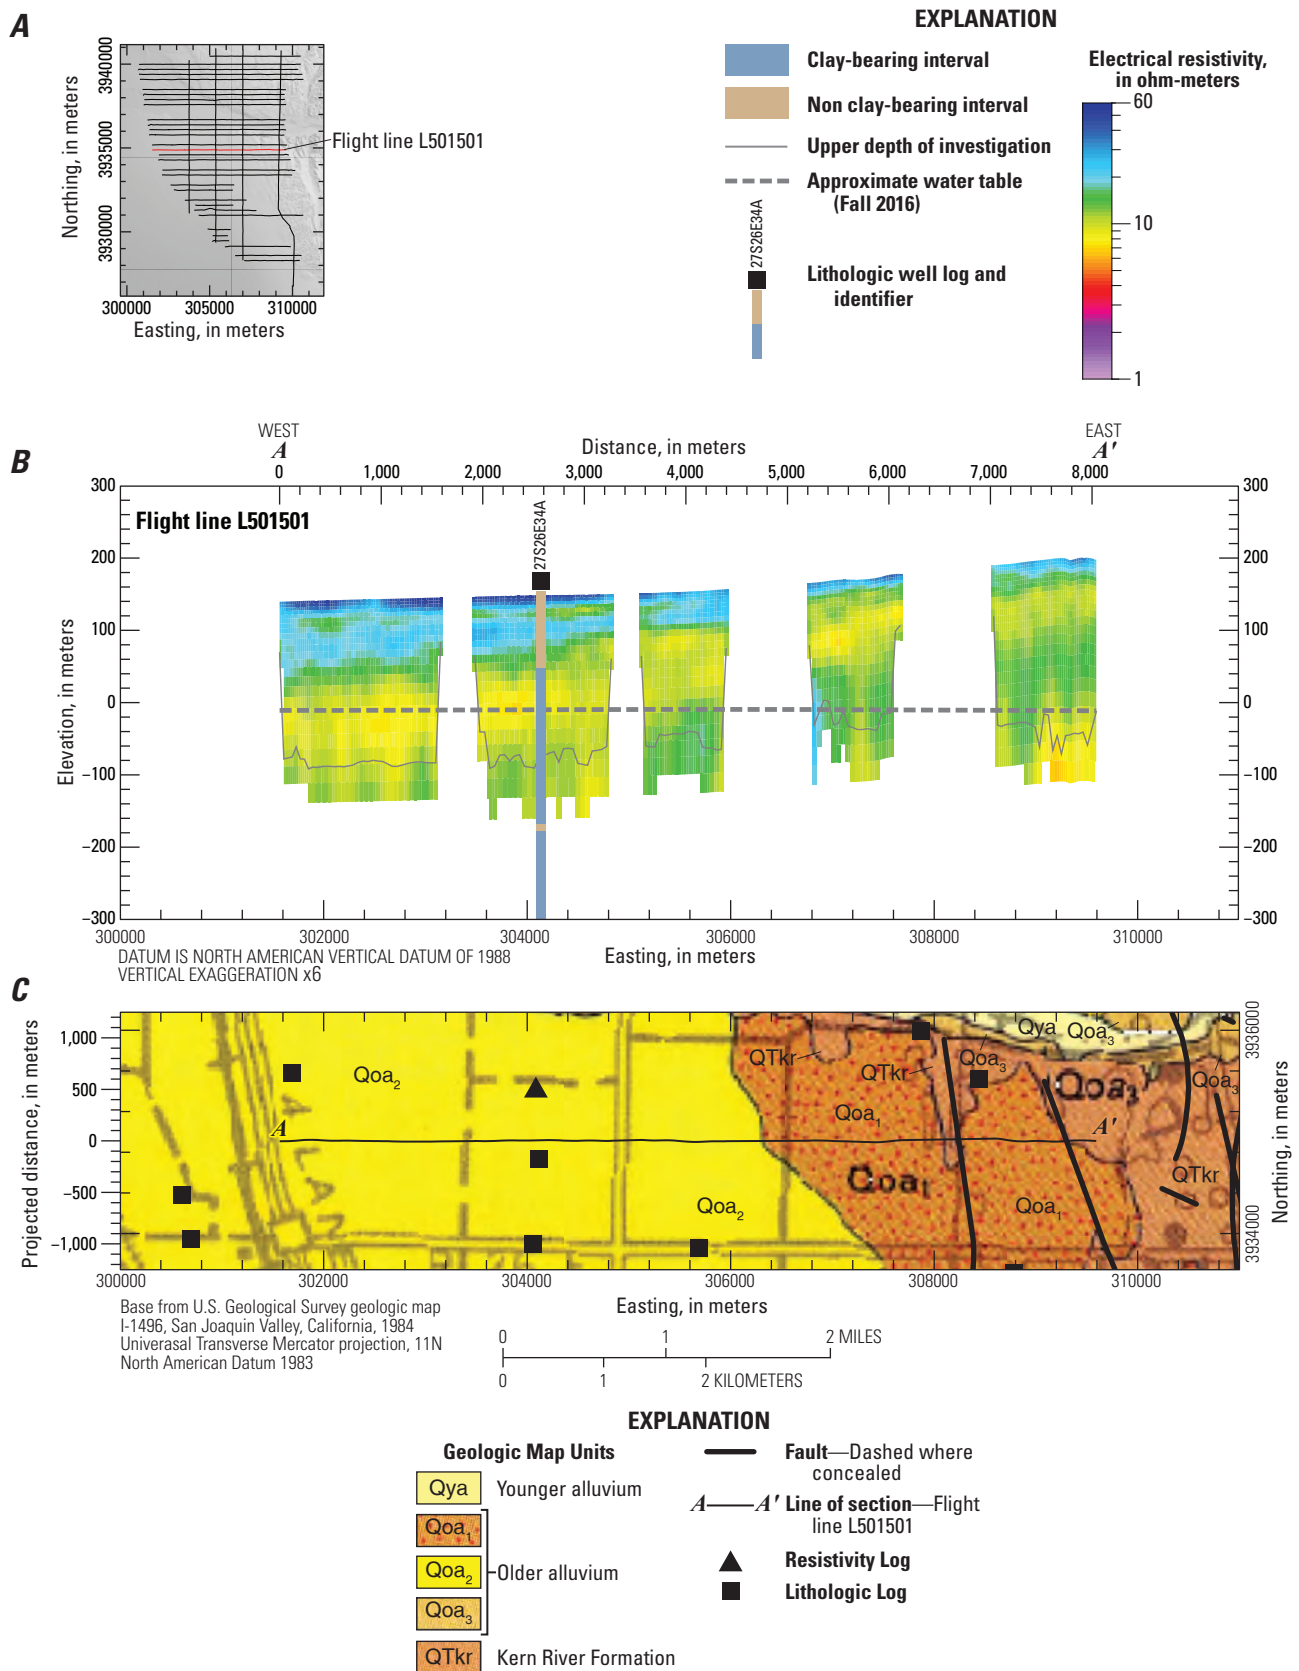 A
3940000
3935000
3930000
Northing, in meters
300000 305000 310000
Easting, in meters
Flight line L501501
EXPLANATION
Clay-bearing interval
Non clay-bearing interval
Upper depth of investigation
Approximate water table
(Fall 2016)
27S26E34A
Lithologic well log and
identifier
Electrical resistivity,
in ohm-meters
60
10
1
B
WEST
A
EAST
A'
Distance, in meters
0 1,000 2,000 3,000 4,000 5,000 6,000 7,000 8,000
Flight line L501501
27S26E34A
Elevation, in meters
300 300
200 200
100 100
0 0
−100 −100
−200 −200
−300 −300
300000 302000 304000 306000 308000 310000
Easting, in meters
DATUM IS NORTH AMERICAN VERTICAL DATUM OF 1988
VERTICAL EXAGGERATION x6
C
Projected distance, in meters
1,000
500
0
−500
−1,000
3936000
3934000
Northing, in meters
Qoa2
A
QTkr
QTkr
Qoa1
Qoa3
Qya
Qoa3
Qoa3
Qoa3
A'
Qoa1
Qoa1
QTkr
Qoa2
300000 302000 304000 306000 308000 310000
Easting, in meters
Base from U.S. Geological Survey geologic map
I-1496, San Joaquin Valley, California, 1984
Univerasal Transverse Mercator projection, 11N
North American Datum 1983
0 1 2 MILES
0 1 2 KILOMETERS
EXPLANATION
Geologic Map Units
Qya Younger alluvium
Qoa1
Qoa2 Older alluvium
Qoa3
QTkr Kern River Formation
Fault—Dashed where
concealed
A—A' Line of section—Flight
line L501501
Resistivity Log
Lithologic Log